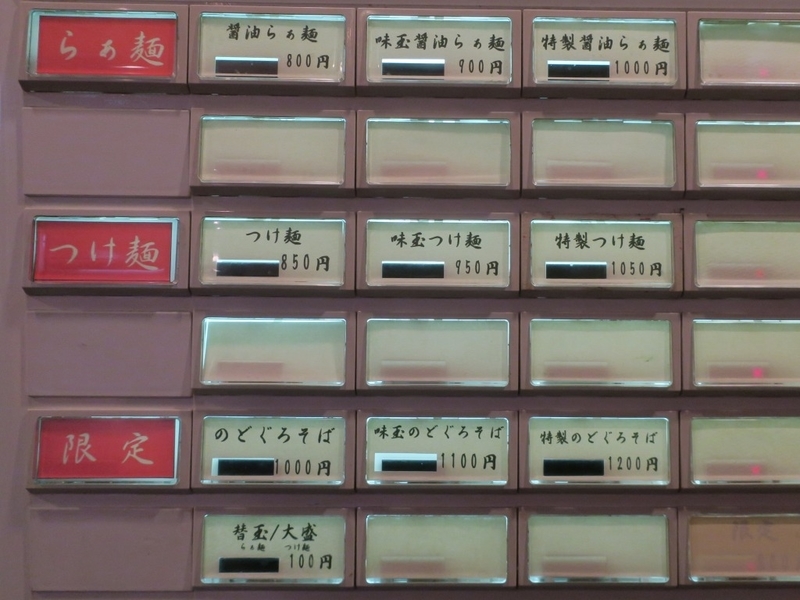 らぁ麺
醤油らぁ麺
800円
味玉醤油らぁ麺
900円
特製醤油らぁ麺
1000円
つけ麺
つけ麺
850円
味玉つけ麺
950円
特製つけ麺
1050円
限定
のどぐろそば
1000円
味玉のどぐろそば
1100円
特製のどぐろそば
1200円
替玉/大盛
らぁ麺 つけ麺
100円
限定